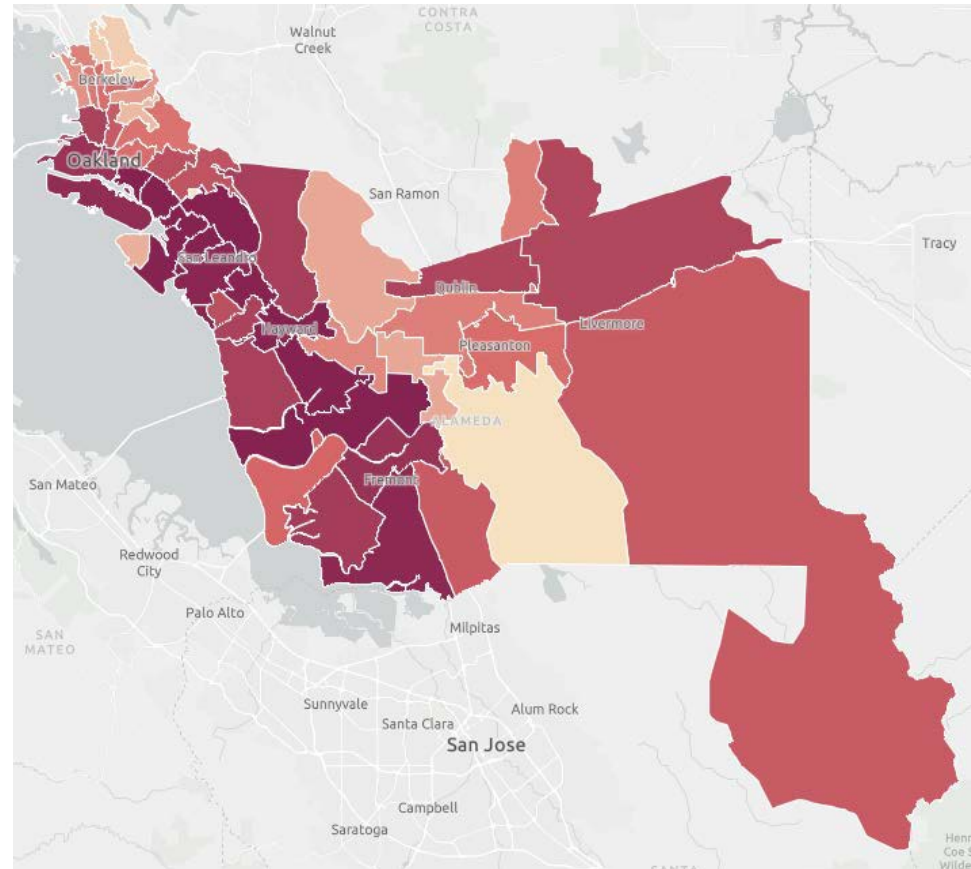 CONTRA
COSTA
Walnut
Creek
Berkeley
Oakland
San Ramon
Tracy
San Leandro
Dublin
Livermore
Hayward
Pleasanton
ALAMEDA
Fremont
San Mateo
Redwood
City
Palo Alto
SAN
MATEO
Milpitas
Sunnyvale
Santa Clara
Alum Rock
San Jose
Campbell
Saratoga
Coe